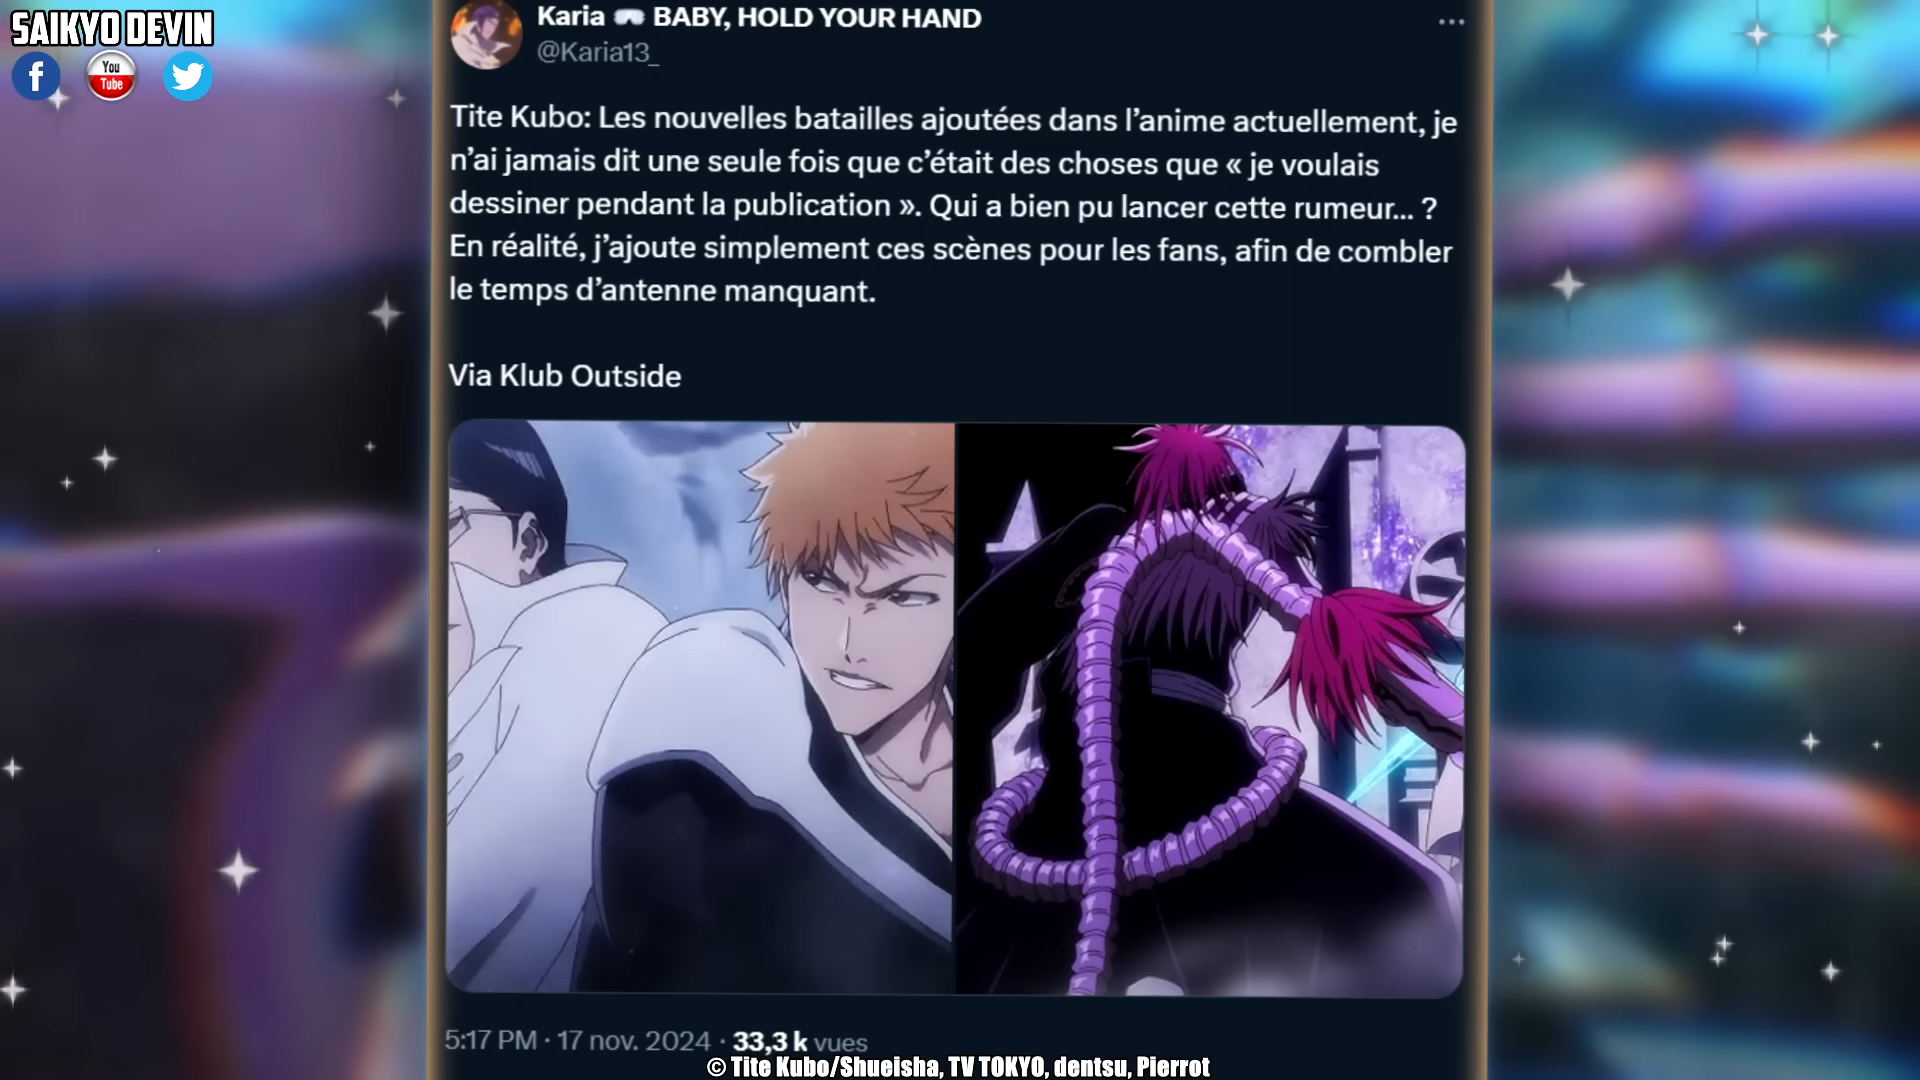 SAIKYO DEVIN
You
Tube
Karia BABY, HOLD YOUR HAND
@Karia13_
Tite Kubo: Les nouvelles batailles ajoutées dans l’anime actuellement, je
n’ai jamais dit une seule fois que c’était des choses que « je voulais
dessiner pendant la publication ». Qui a bien pu lancer cette rumeur... ?
En réalité, j’ajoute simplement ces scènes pour les fans, afin de combler
le temps d’antenne manquant.
Via Klub Outside
5:17 PM · 17 nov. 2024 · 33,3 k vues
© Tite Kubo/Shueisha, TV TOKYO, dentsu, Pierrot